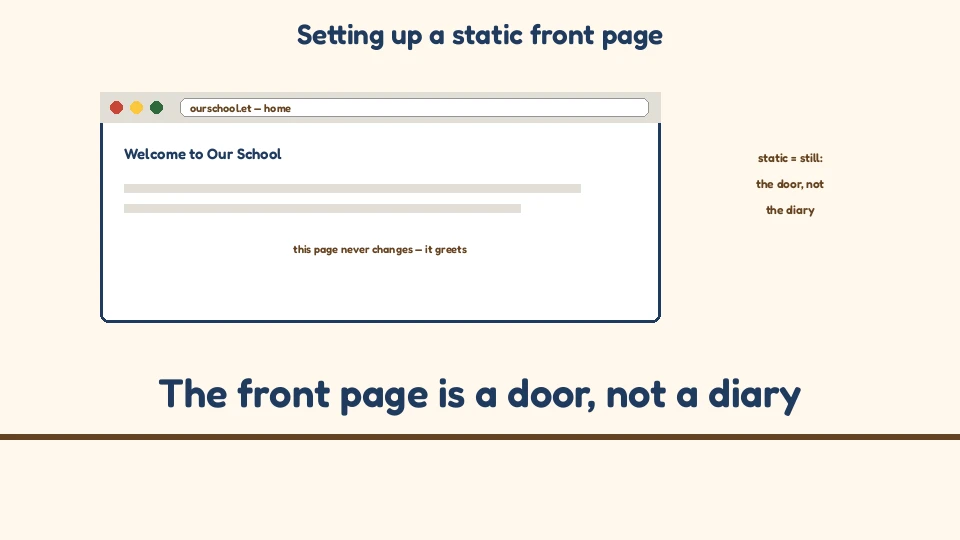 Setting up a static front page
ourschool.et — home
Welcome to Our School
static = still:
the door, not
the diary
this page never changes — it greets
The front page is a door, not a diary